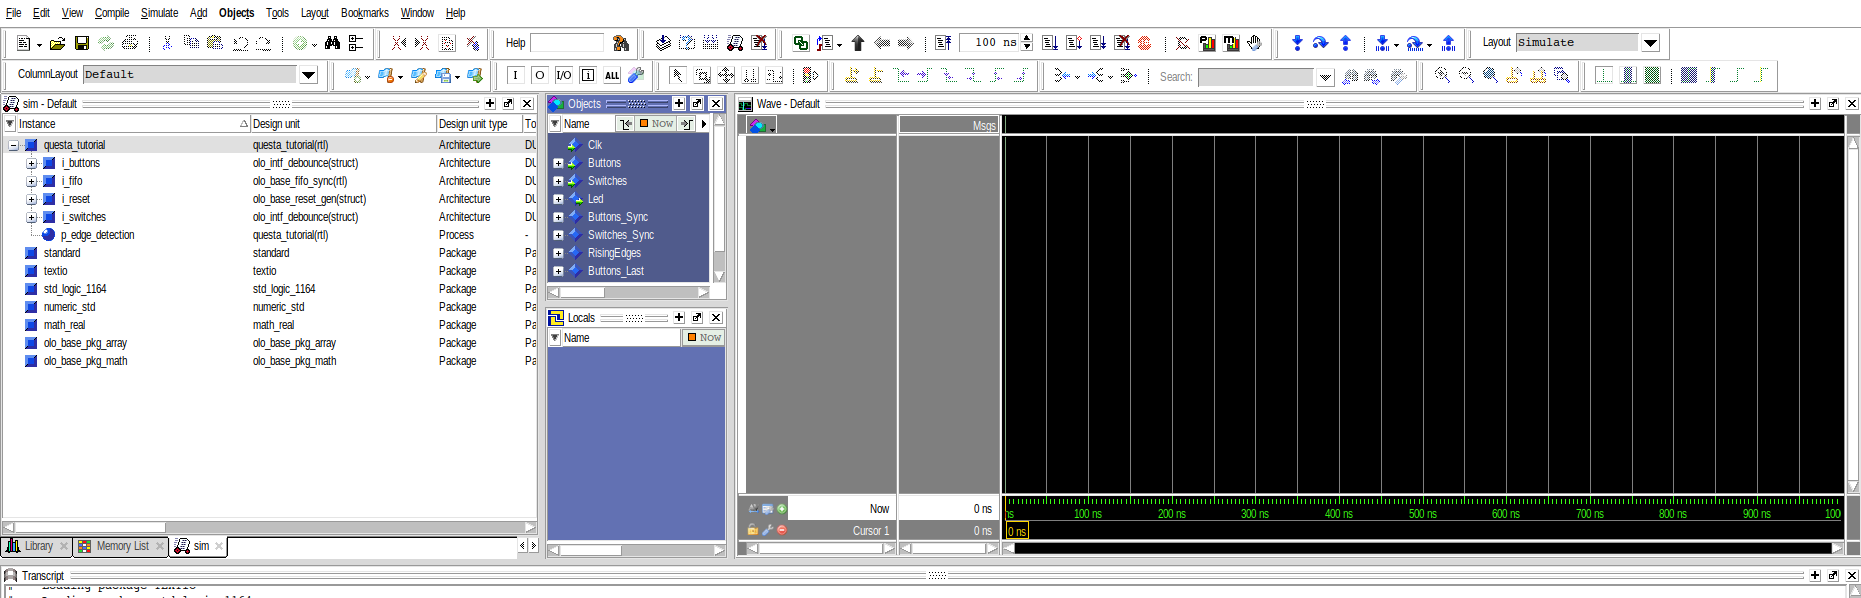 File Edit View Compile Simulate Add Objects Tools Layout Bookmarks Window Help
Help 100 ns Layout Simulate
ColumnLayout Default I O I/O i ALL Search:
sim - Default
Instance Design unit Design unit type To
questa_tutorial questa_tutorial(rtl) Architecture DU
i_buttons olo_intf_debounce(struct) Architecture DU
i_fifo olo_base_fifo_sync(rtl) Architecture DU
i_reset olo_base_reset_gen(struct) Architecture DU
i_switches olo_intf_debounce(struct) Architecture DU
p_edge_detection questa_tutorial(rtl) Process -
standard standard Package Pa
textio textio Package Pa
std_logic_1164 std_logic_1164 Package Pa
numeric_std numeric_std Package Pa
math_real math_real Package Pa
olo_base_pkg_array olo_base_pkg_array Package Pa
olo_base_pkg_math olo_base_pkg_math Package Pa
Library Memory List sim
Objects
Name Now
Clk
Buttons
Switches
Led
Buttons_Sync
Switches_Sync
RisingEdges
Buttons_Last
Locals
Name Now
Wave - Default
Msgs
Now 0 ns
ns 100 ns 200 ns 300 ns 400 ns 500 ns 600 ns 700 ns 800 ns 900 ns 100
Cursor 1 0 ns 0 ns
Transcript